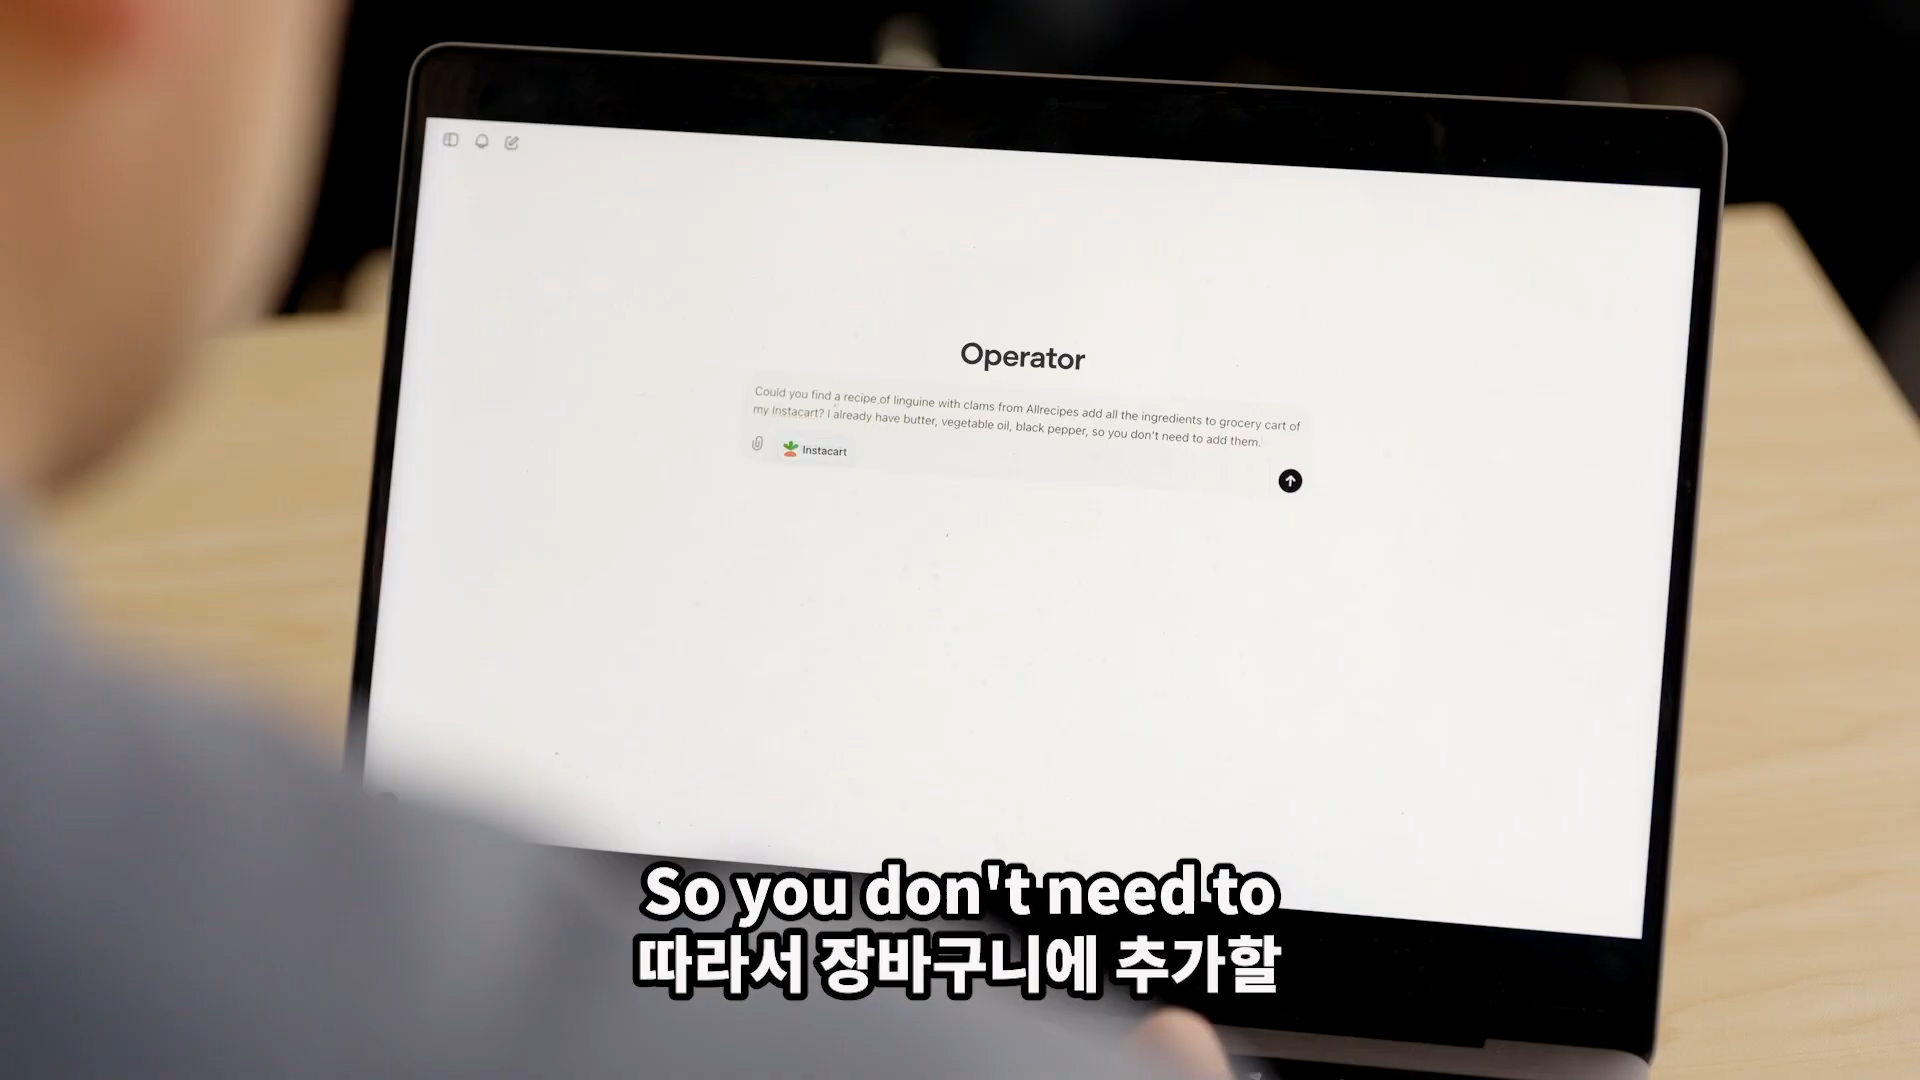 Operator
Could you find a recipe of linguine with clams from Allrecipes add all the ingredients to grocery cart of
my Instacart? I already have butter, vegetable oil, black pepper, so you don't need to add them.
Instacart
So you don't need to
따라서 장바구니에 추가할